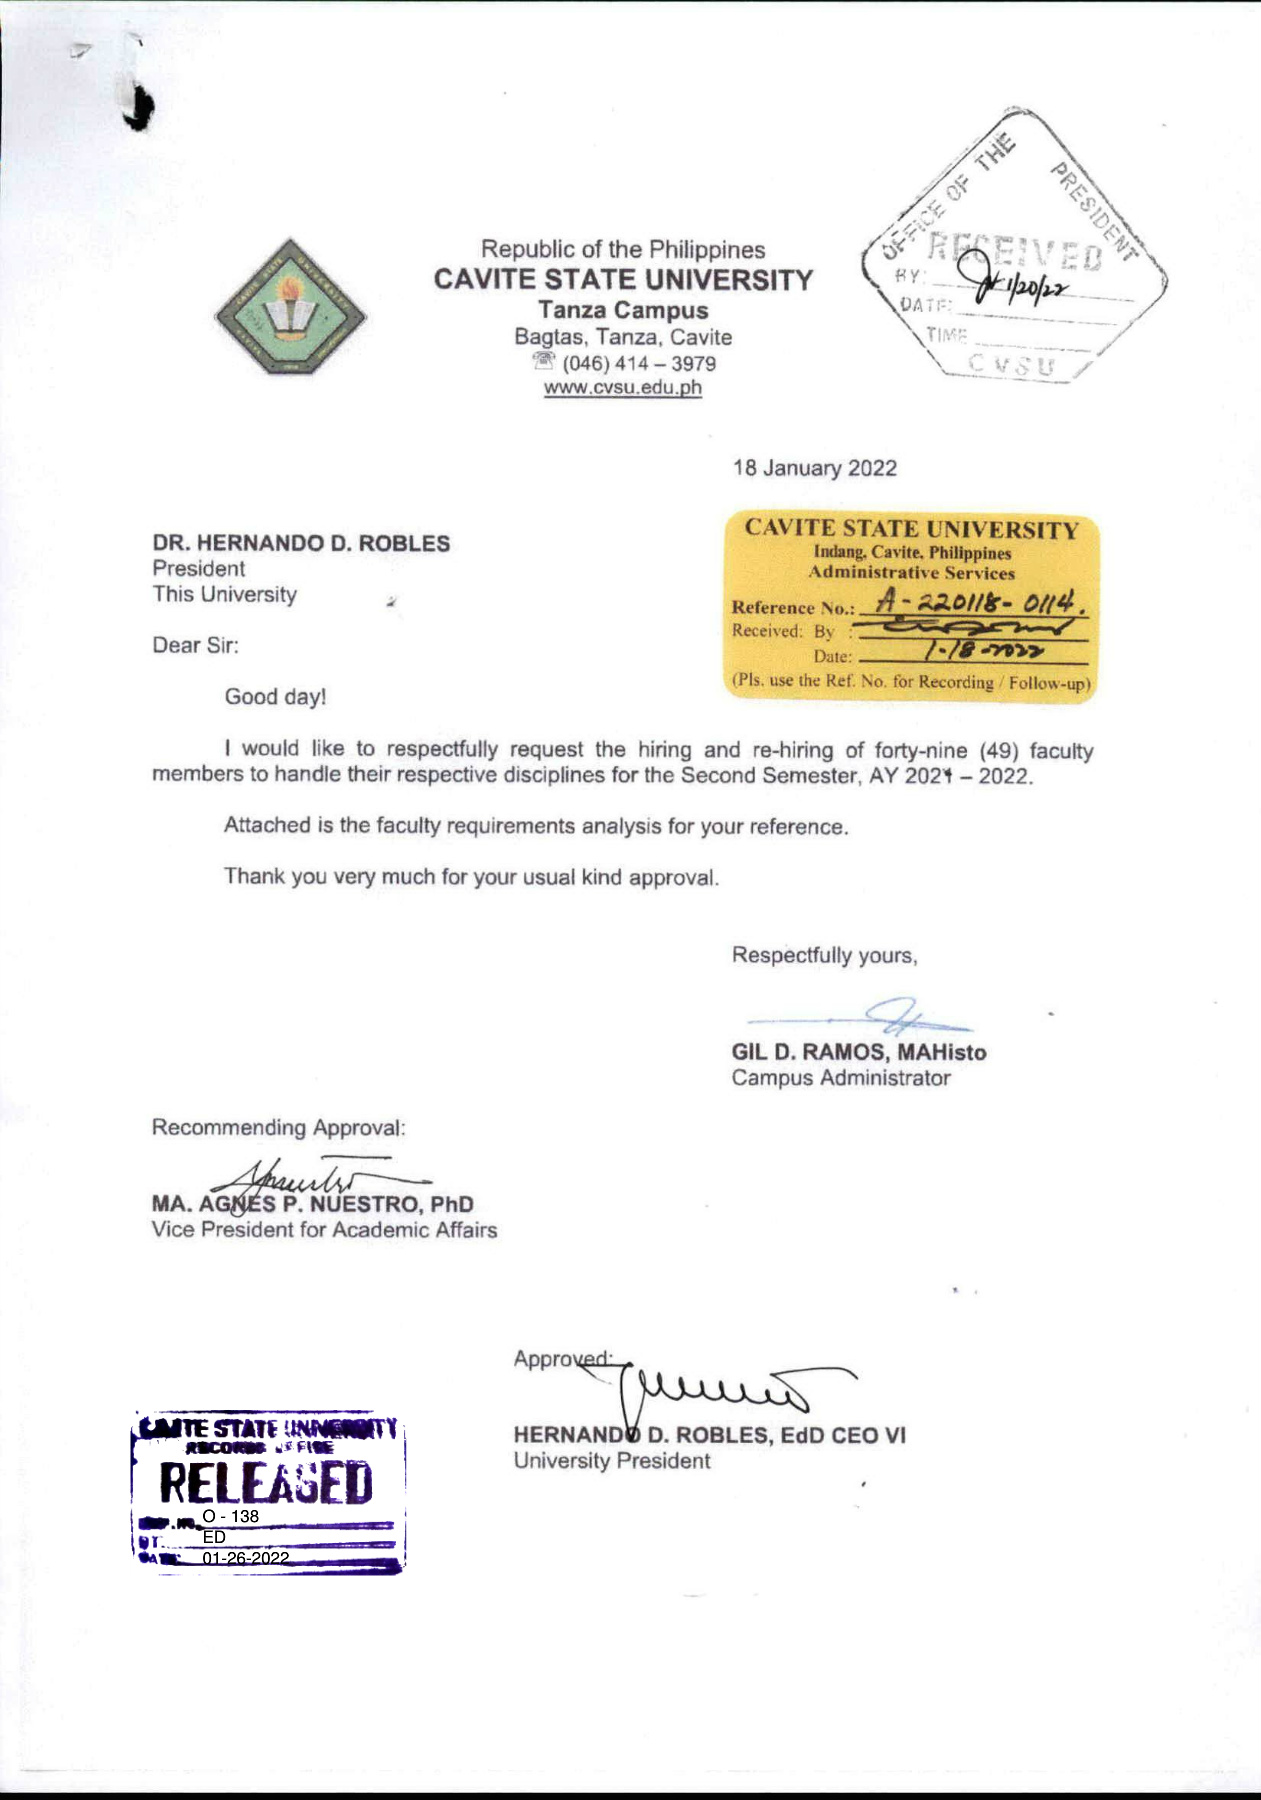 Republic of the Philippines
CAVITE STATE UNIVERSITY
Tanza Campus
Bagtas, Tanza, Cavite
☏ (046) 414 – 3979
www.cvsu.edu.ph
OFFICE OF THE PRESIDENT
RECEIVED
BY:
1/20/22
DATE:
TIME
CVSU
18 January 2022
CAVITE STATE UNIVERSITY
Indang, Cavite, Philippines
Administrative Services
Reference No.: A - 220118 - 0114.
Received: By :
Date: 1-18-2022
(Pls. use the Ref. No. for Recording / Follow-up)
DR. HERNANDO D. ROBLES
President
This University
Dear Sir:
Good day!
I would like to respectfully request the hiring and re-hiring of forty-nine (49) faculty
members to handle their respective disciplines for the Second Semester, AY 2021 – 2022.
Attached is the faculty requirements analysis for your reference.
Thank you very much for your usual kind approval.
Respectfully yours,
GIL D. RAMOS, MAHisto
Campus Administrator
Recommending Approval:
MA. AGNES P. NUESTRO, PhD
Vice President for Academic Affairs
Approved:
HERNANDO D. ROBLES, EdD CEO VI
University President
CAVITE STATE UNIVERSITY
RECORDS OFFICE
RELEASED
O - 138
BY: ED
DATE: 01-26-2022